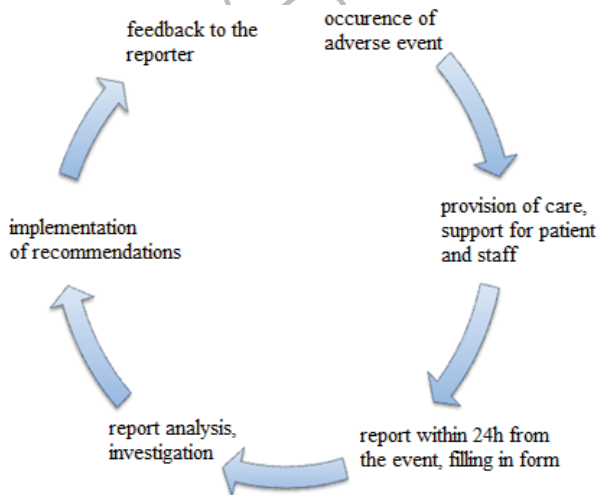 occurence of
adverse event
provision of care,
support for patient
and staff
report within 24h from
the event, filling in form
report analysis,
investigation
implementation
of recommendations
feedback to the
reporter